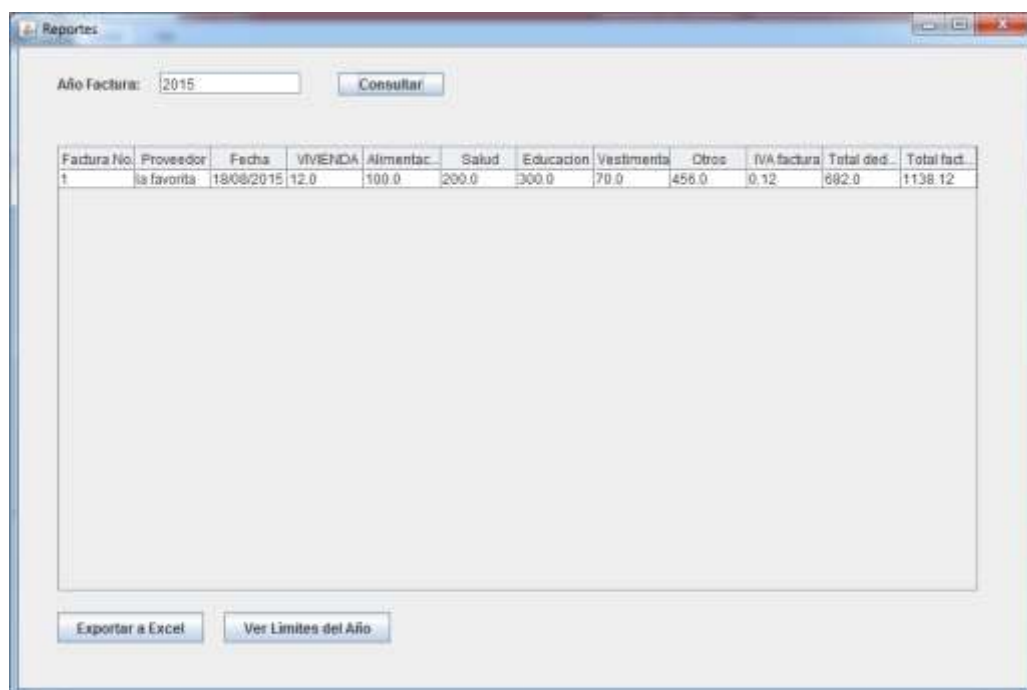 Reportes
Año Factura: 2015 Consultar
Factura No. Proveedor Fecha VIVIENDA Alimentac... Salud Educacion Vestimenta Otros IVA factura Total ded... Total fact...
1 la favorita 18/08/2015 12.0 100.0 200.0 300.0 70.0 456.0 0.12 682.0 1138.12
Exportar a Excel Ver Limites del Año